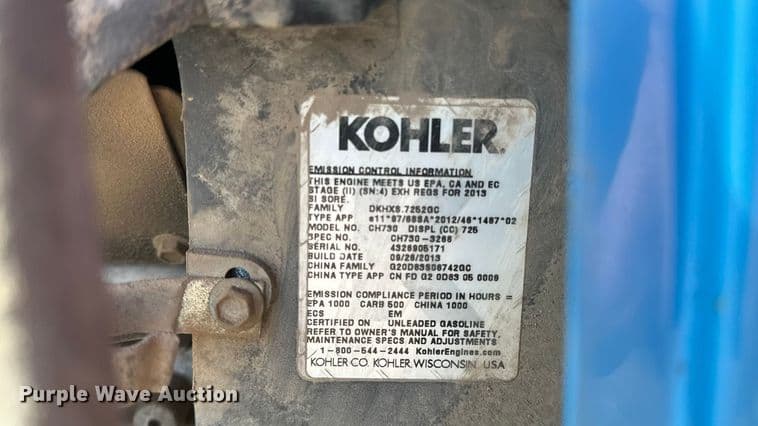 KOHLER.
EMISSION CONTROL INFORMATION
THIS ENGINE MEETS US EPA, CA AND EC
STAGE (II) (SN:4) EXH REGS FOR 2013
SI SORE.
FAMILY DKHXS.7252GC
TYPE APP e11*97/68SA*2012/46*1487*02
MODEL NO. CH730 DISPL (CC) 725
SPEC NO. CH730-3266
SERIAL NO. 4326905171
BUILD DATE 09/26/2013
CHINA FAMILY G20D63S06742GC
CHINA TYPE APP CN FD G2 0D63 05 0009
EMISSION COMPLIANCE PERIOD IN HOURS =
EPA 1000 CARB 500 CHINA 1000
ECS EM
CERTIFIED ON UNLEADED GASOLINE
REFER TO OWNER'S MANUAL FOR SAFETY,
MAINTENANCE SPECS AND ADJUSTMENTS
1-800-544-2444 KohlerEngines.com
KOHLER CO. KOHLER, WISCONSIN USA
Purple Wave Auction